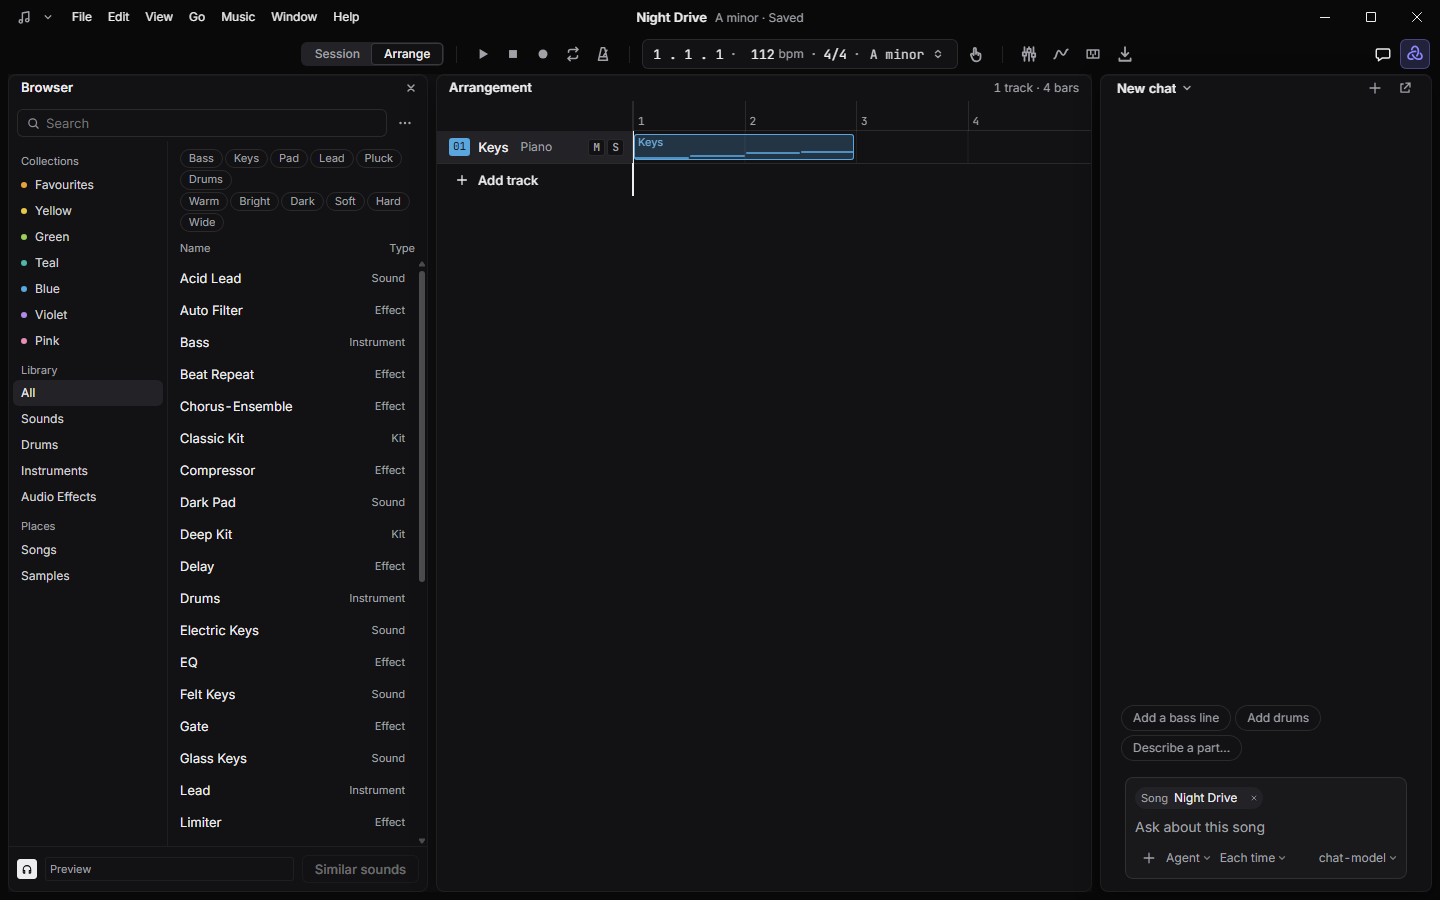 File Edit View Go Music Window Help
Night Drive A minor · Saved
Session Arrange
1 . 1 . 1 · 112 bpm · 4/4 · A minor
Browser
Search
Collections
Favourites
Yellow
Green
Teal
Blue
Violet
Pink
Library
All
Sounds
Drums
Instruments
Audio Effects
Places
Songs
Samples
Bass Keys Pad Lead Pluck
Drums
Warm Bright Dark Soft Hard
Wide
Name Type
Acid Lead Sound
Auto Filter Effect
Bass Instrument
Beat Repeat Effect
Chorus-Ensemble Effect
Classic Kit Kit
Compressor Effect
Dark Pad Sound
Deep Kit Kit
Delay Effect
Drums Instrument
Electric Keys Sound
EQ Effect
Felt Keys Sound
Gate Effect
Glass Keys Sound
Lead Instrument
Limiter Effect
Preview Similar sounds
Arrangement 1 track · 4 bars
1 2 3 4
01 Keys Piano M S Keys
+ Add track
New chat
Add a bass line Add drums
Describe a part...
Song Night Drive ×
Ask about this song
+ Agent Each time chat-model